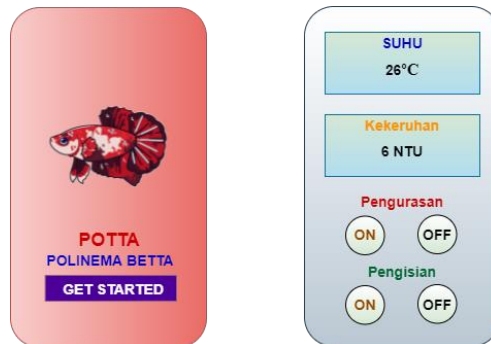 POTTA
POLINEMA BETTA
GET STARTED
SUHU
26°C
Kekeruhan
6 NTU
Pengurasan
ON OFF
Pengisian
ON OFF